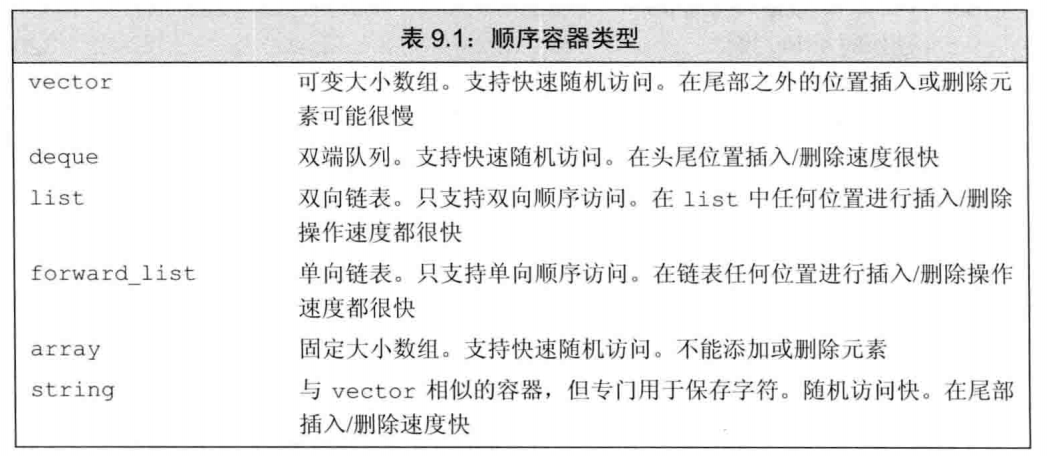 表 9.1：顺序容器类型
vector 可变大小数组。支持快速随机访问。在尾部之外的位置插入或删除元
素可能很慢
deque 双端队列。支持快速随机访问。在头尾位置插入/删除速度很快
list 双向链表。只支持双向顺序访问。在 list 中任何位置进行插入/删除
操作速度都很快
forward_list 单向链表。只支持单向顺序访问。在链表任何位置进行插入/删除操作
速度都很快
array 固定大小数组。支持快速随机访问。不能添加或删除元素
string 与 vector 相似的容器，但专门用于保存字符。随机访问快。在尾部
插入/删除速度快